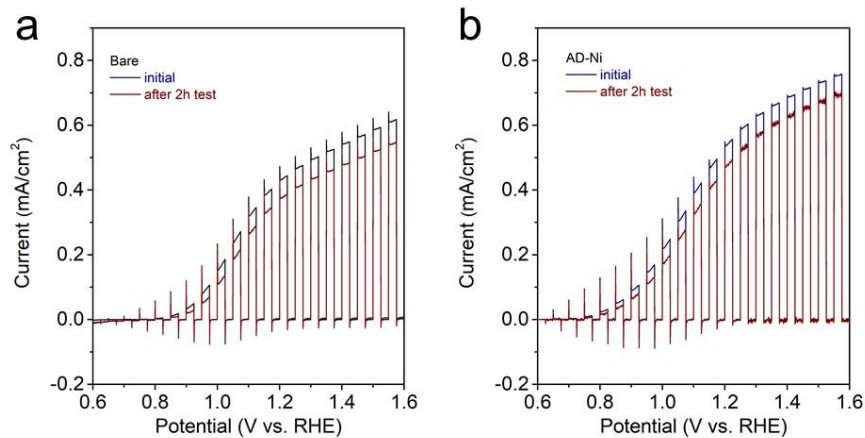 a
Bare
initial
after 2h test
Current (mA/cm²)
0.8
0.6
0.4
0.2
0.0
-0.2
0.6 0.8 1.0 1.2 1.4 1.6
Potential (V vs. RHE)
b
AD-Ni
initial
after 2h test
Current (mA/cm²)
0.8
0.6
0.4
0.2
0.0
-0.2
0.6 0.8 1.0 1.2 1.4 1.6
Potential (V vs. RHE)